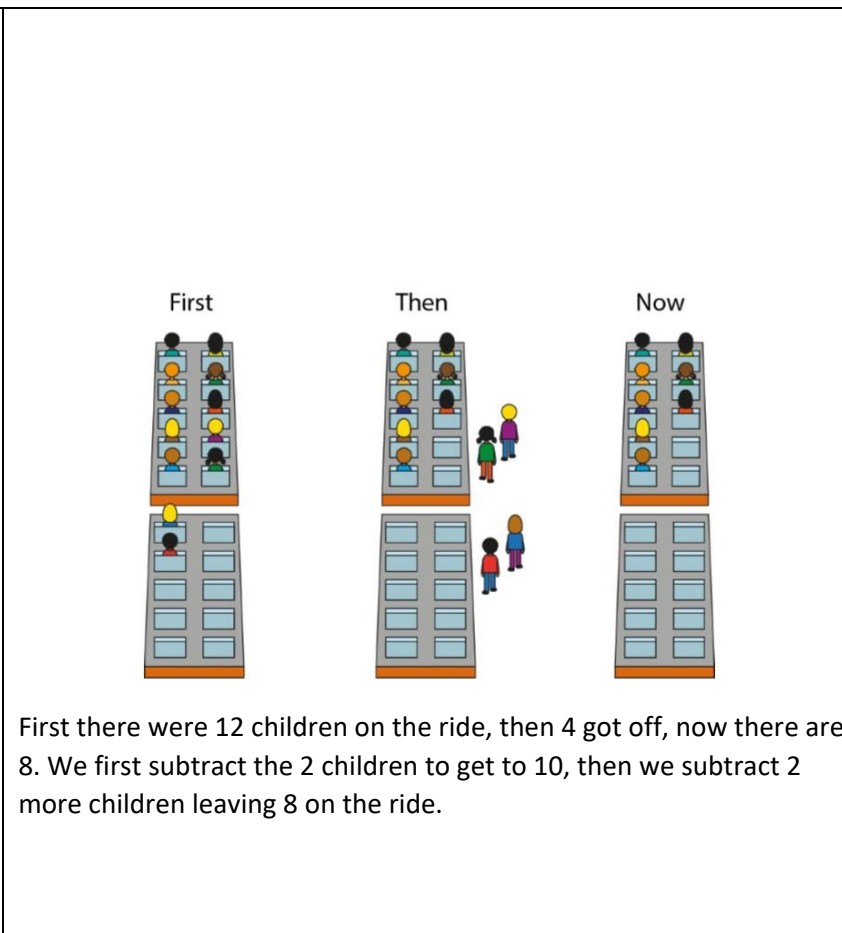 First Then Now
First there were 12 children on the ride, then 4 got off, now there are
8. We first subtract the 2 children to get to 10, then we subtract 2
more children leaving 8 on the ride.